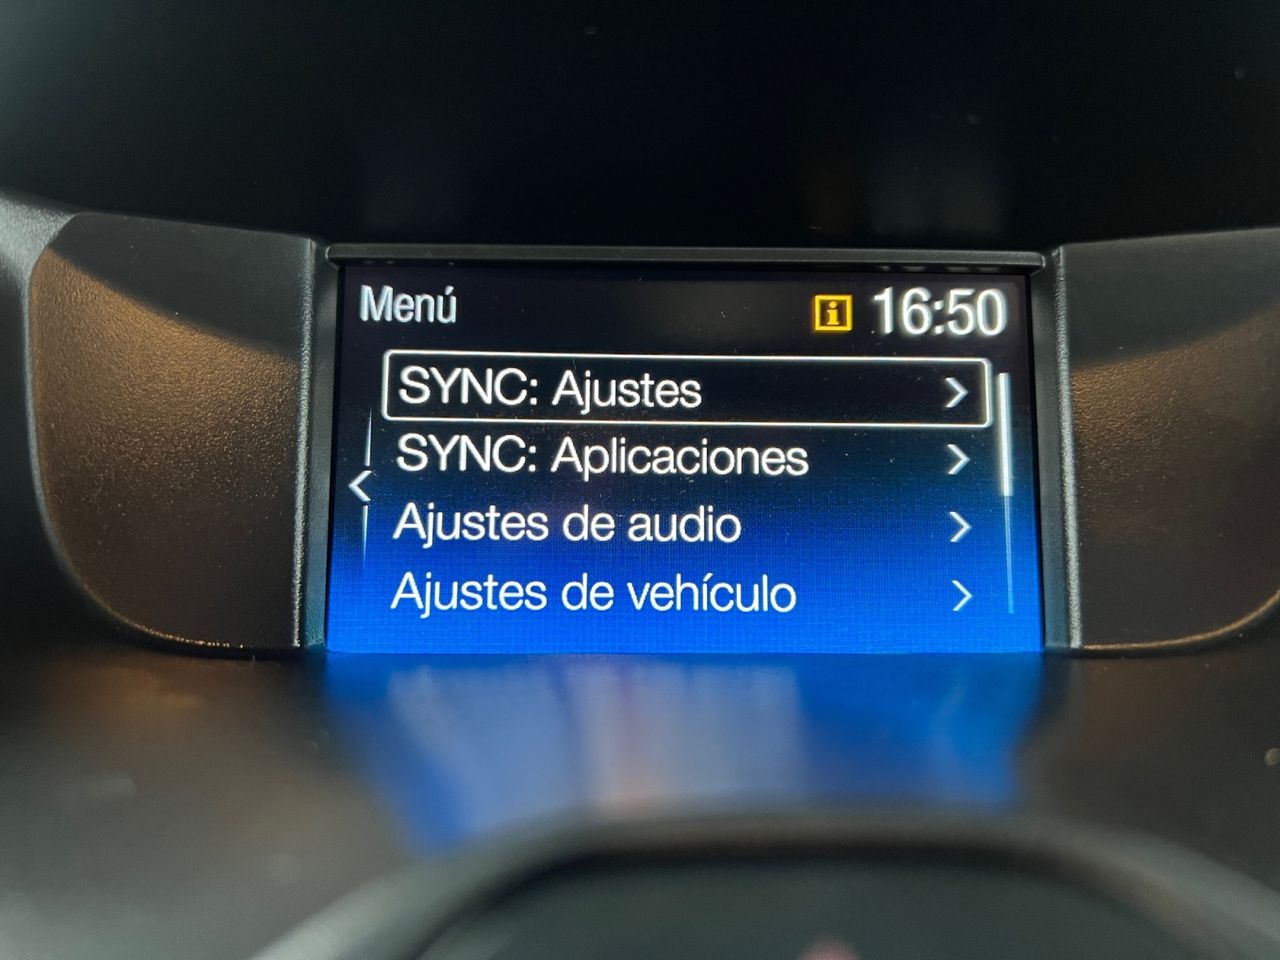 Menú 16:50
SYNC: Ajustes
SYNC: Aplicaciones
Ajustes de audio
Ajustes de vehículo